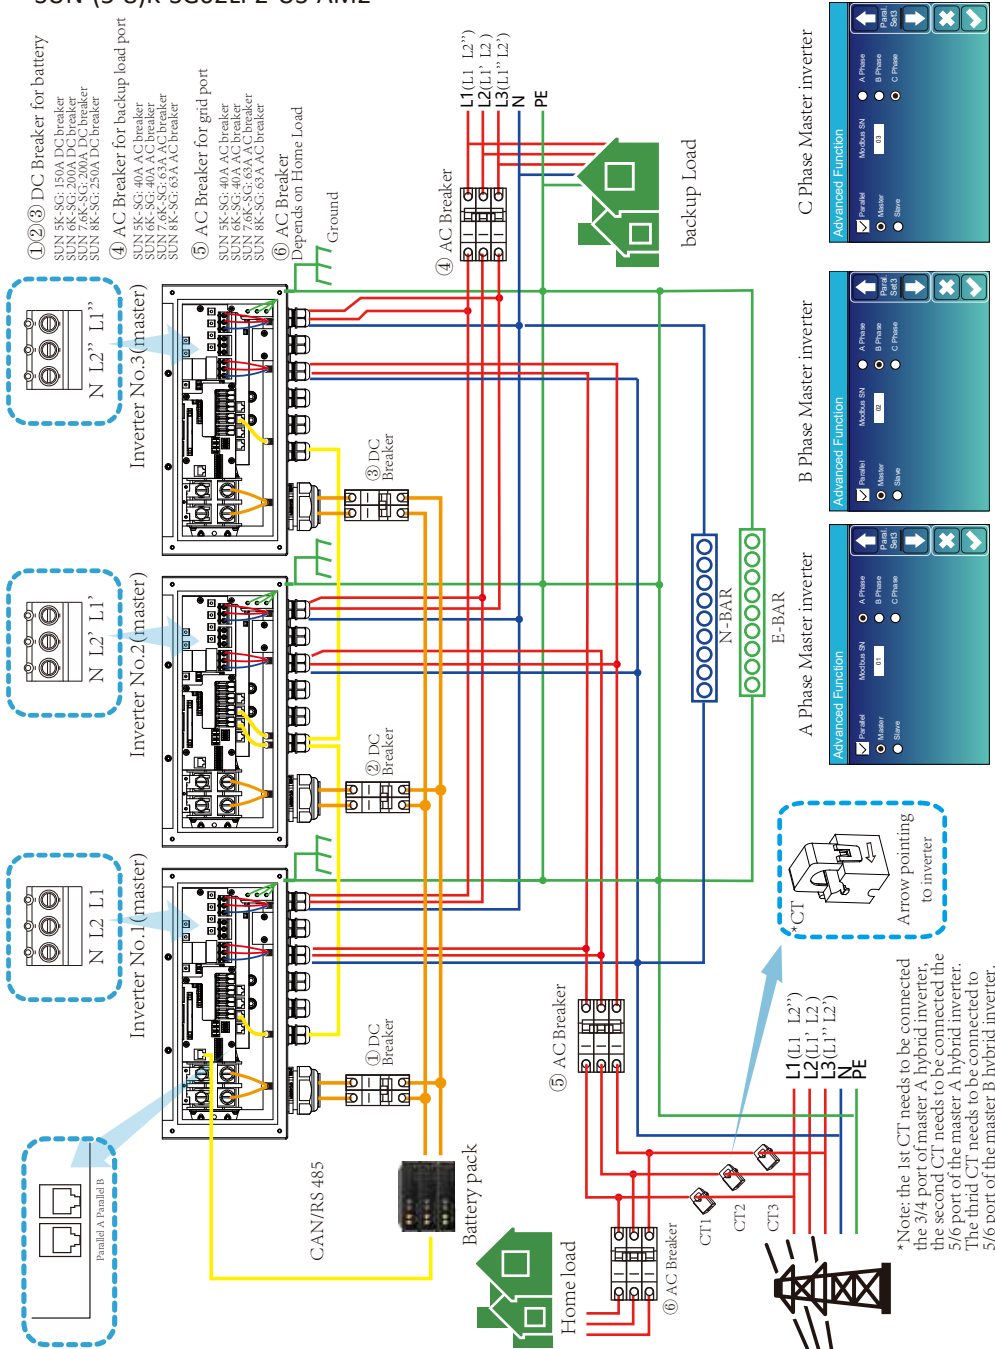 SUN-(5-8)K-SG02LP2-US-AM2
①②③ DC Breaker for battery
SUN 5K-SG: 150A DC breaker
SUN 6K-SG: 200A DC breaker
SUN 7.6K-SG: 200A DC breaker
SUN 8K-SG: 250A DC breaker
④ AC Breaker for backup load port
SUN 5K-SG: 40A AC breaker
SUN 6K-SG: 40A AC breaker
SUN 7.6K-SG: 63A AC breaker
SUN 8K-SG: 63A AC breaker
⑤ AC Breaker for grid port
SUN 5K-SG: 40A AC breaker
SUN 6K-SG: 40A AC breaker
SUN 7.6K-SG: 63A AC breaker
SUN 8K-SG: 63A AC breaker
⑥ AC Breaker
Depends on Home Load
Ground
N L2 L1
N L2' L1'
N L2'' L1''
Inverter No.1(master)
Inverter No.2(master)
Inverter No.3(master)
Parallel A Parallel B
CAN/RS 485
① DC
Breaker
② DC
Breaker
③ DC
Breaker
Battery pack
④ AC Breaker
L1(L1 L2'')
L2(L1' L2 )
L3(L1'' L2')
N
PE
backup Load
Home load
⑤ AC Breaker
⑥ AC Breaker
N-BAR
E-BAR
CT1
CT2
CT3
L1(L1 L2'')
L2(L1' L2 )
L3(L1'' L2')
N
PE
*CT
Arrow pointing
to inverter
*Note: the 1st CT needs to be connected
the 3/4 port of master A hybrid inverter,
the second CT needs to be connected the
5/6 port of the master A hybrid inverter.
The thrid CT needs to be connected to
5/6 port of the master B hybrid inverter.
A Phase Master inverter
Advanced Function
Parallel
Master
Slave
Modbus SN
01
A Phase
B Phase
C Phase
Paral.
Set3
B Phase Master inverter
Advanced Function
Parallel
Master
Slave
Modbus SN
02
A Phase
B Phase
C Phase
Paral.
Set3
C Phase Master inverter
Advanced Function
Parallel
Master
Slave
Modbus SN
03
A Phase
B Phase
C Phase
Paral.
Set3